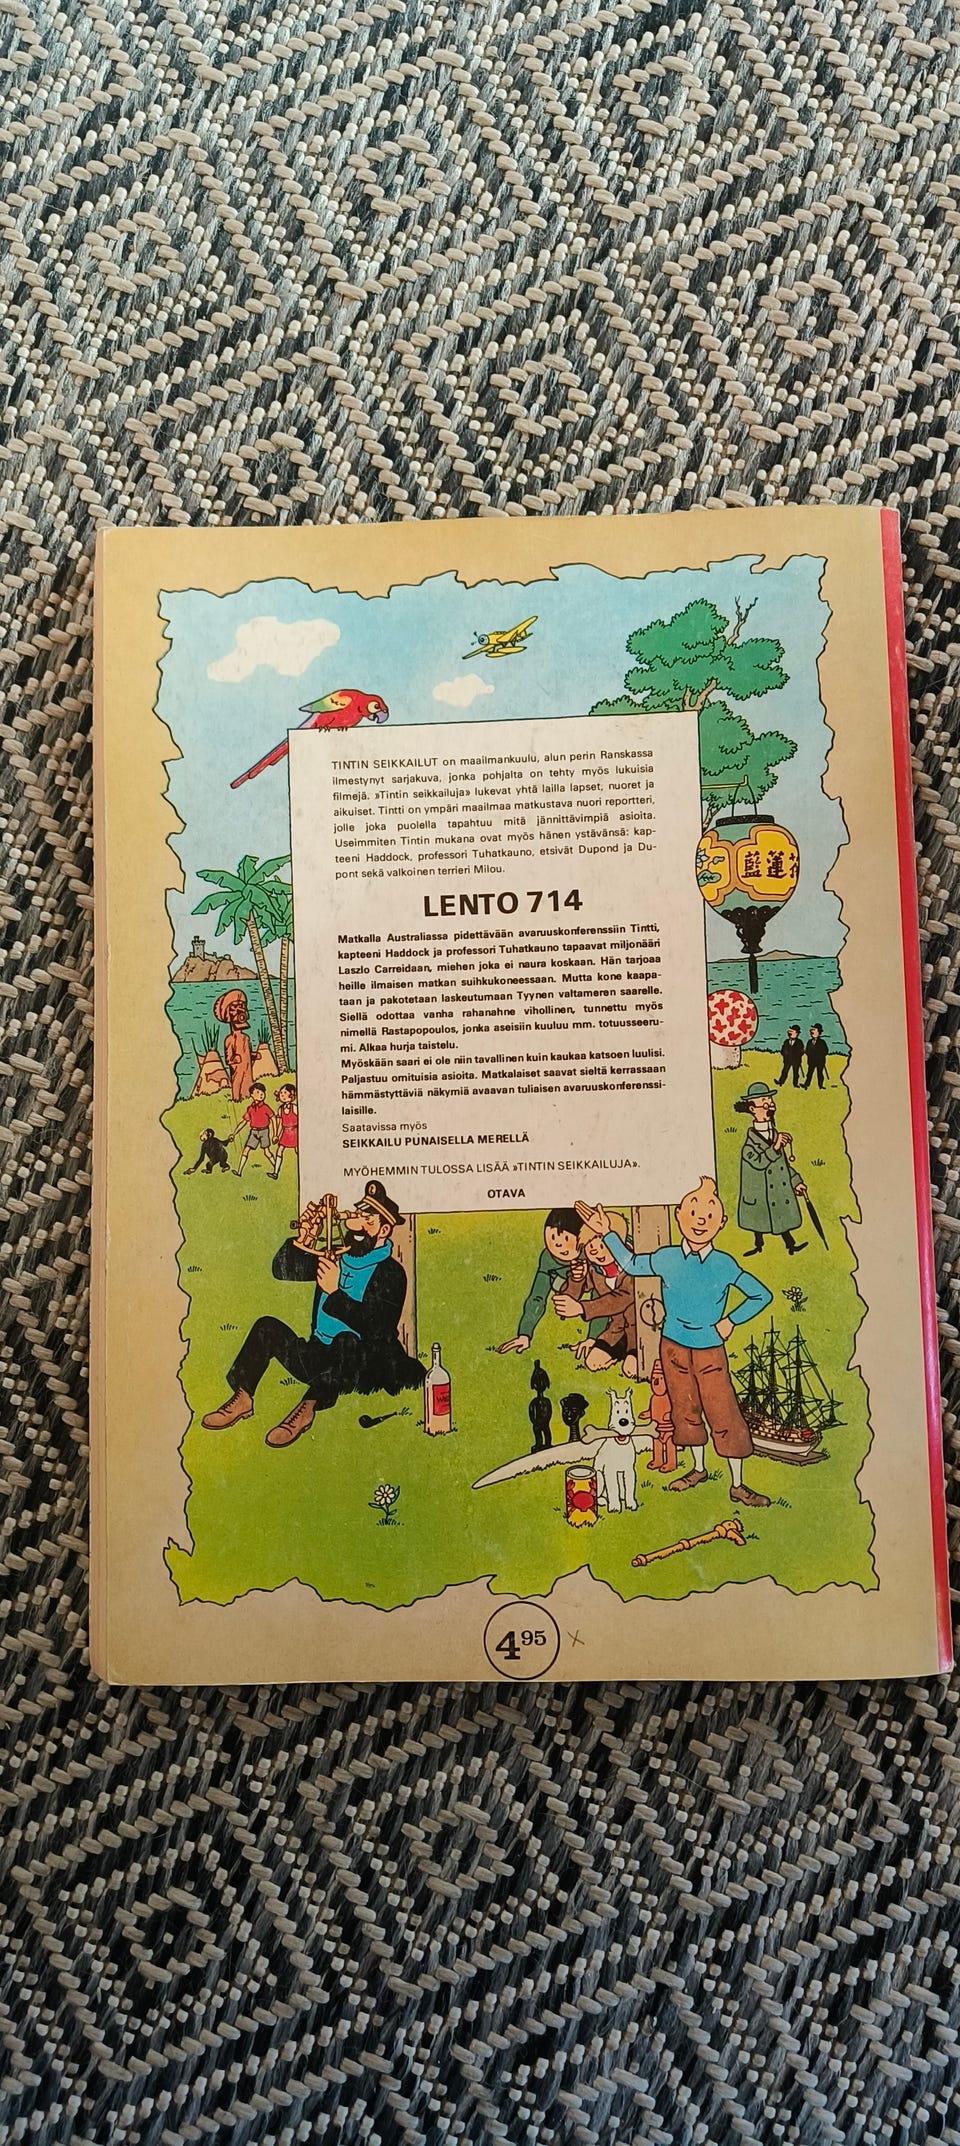 TINTIN SEIKKAILUT on maailmankuulu, alun perin Ranskassa
ilmestynyt sarjakuva, jonka pohjalta on tehty myös lukuisia
filmejä. »Tintin seikkailuja» lukevat yhtä lailla lapset, nuoret ja
aikuiset. Tintti on ympäri maailmaa matkustava nuori reportteri,
jolle joka puolella tapahtuu mitä jännittävimpiä asioita.
Useimmiten Tintin mukana ovat myös hänen ystävänsä: kap-
teeni Haddock, professori Tuhatkauno, etsivät Dupond ja Du-
pont sekä valkoinen terrieri Milou.
LENTO 714
Matkalla Australiassa pidettävään avaruuskonferenssiin Tintti,
kapteeni Haddock ja professori Tuhatkauno tapaavat miljonääri
Laszlo Carreidaan, miehen joka ei naura koskaan. Hän tarjoaa
heille ilmaisen matkan suihkukoneessaan. Mutta kone kaapa-
taan ja pakotetaan laskeutumaan Tyynen valtameren saarelle.
Siellä odottaa vanha rahanahne vihollinen, tunnettu myös
nimellä Rastapopoulos, jonka aseisiin kuuluu mm. totuusseeru-
mi. Alkaa hurja taistelu.
Myöskään saari ei ole niin tavallinen kuin kaukaa katsoen luulisi.
Paljastuu omituisia asioita. Matkalaiset saavat sieltä kerrassaan
hämmästyttäviä näkymiä avaavan tuliaisen avaruuskonferenssi-
laisille.
Saatavissa myös
SEIKKAILU PUNAISELLA MERELLÄ
MYÖHEMMIN TULOSSA LISÄÄ »TINTIN SEIKKAILUJA».
OTAVA
藍蓮花
4 95 x